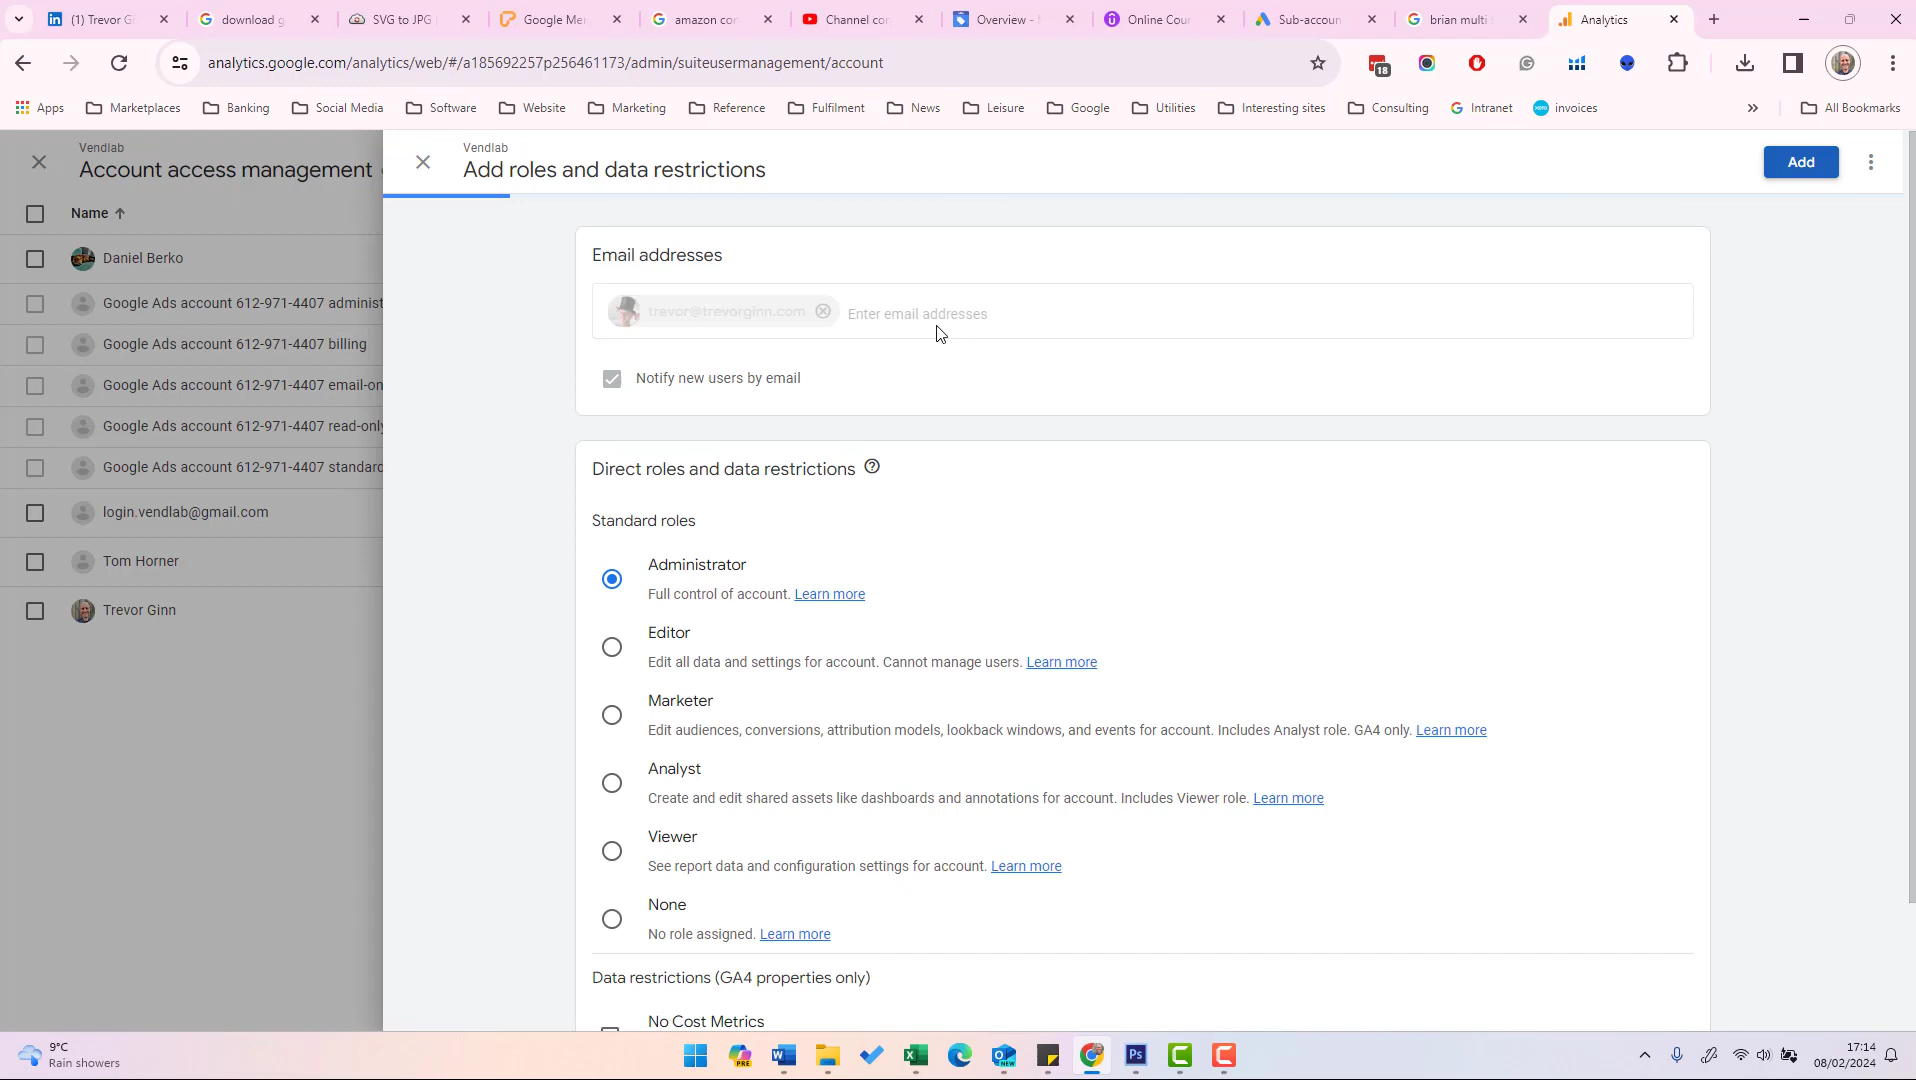 (1) Trevor Gi
download g
SVG to JPG
Google Mer
amazon con
Channel con
Overview -
Online Cour
Sub-accoun
brian multi
Analytics
analytics.google.com/analytics/web/#/a185692257p256461173/admin/suiteusermanagement/account
18
Apps
Marketplaces
Banking
Social Media
Software
Website
Marketing
Reference
Fulfilment
News
Leisure
Google
Utilities
Interesting sites
Consulting
Intranet
invoices
All Bookmarks
Vendlab
Account access management
Name
Daniel Berko
Google Ads account 612-971-4407 administ
Google Ads account 612-971-4407 billing
Google Ads account 612-971-4407 email-on
Google Ads account 612-971-4407 read-only
Google Ads account 612-971-4407 standard
login.vendlab@gmail.com
Tom Horner
Trevor Ginn
Vendlab
Add roles and data restrictions
Add
Email addresses
trevor@trevorginn.com
Enter email addresses
Notify new users by email
Direct roles and data restrictions
Standard roles
Administrator
Full control of account. Learn more
Editor
Edit all data and settings for account. Cannot manage users. Learn more
Marketer
Edit audiences, conversions, attribution models, lookback windows, and events for account. Includes Analyst role. GA4 only. Learn more
Analyst
Create and edit shared assets like dashboards and annotations for account. Includes Viewer role. Learn more
Viewer
See report data and configuration settings for account. Learn more
None
No role assigned. Learn more
Data restrictions (GA4 properties only)
No Cost Metrics
9°C
Rain showers
PRE
NEW
Ps
17:14
08/02/2024